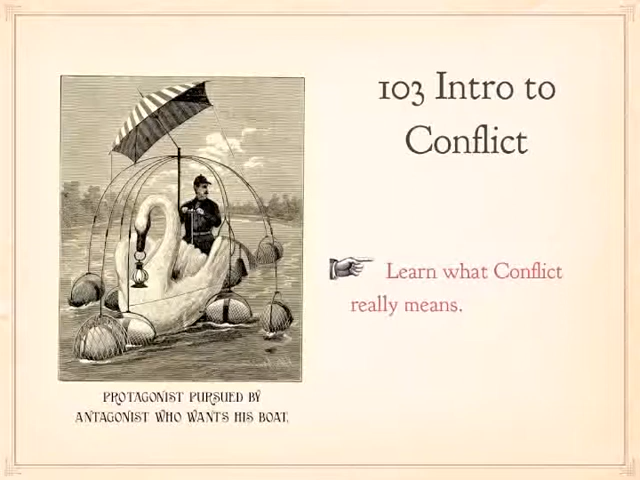 103 Intro to
Conflict
Learn what Conflict
really means.
PROTAGONIST PURSUED BY
ANTAGONIST WHO WANTS HIS BOAT.